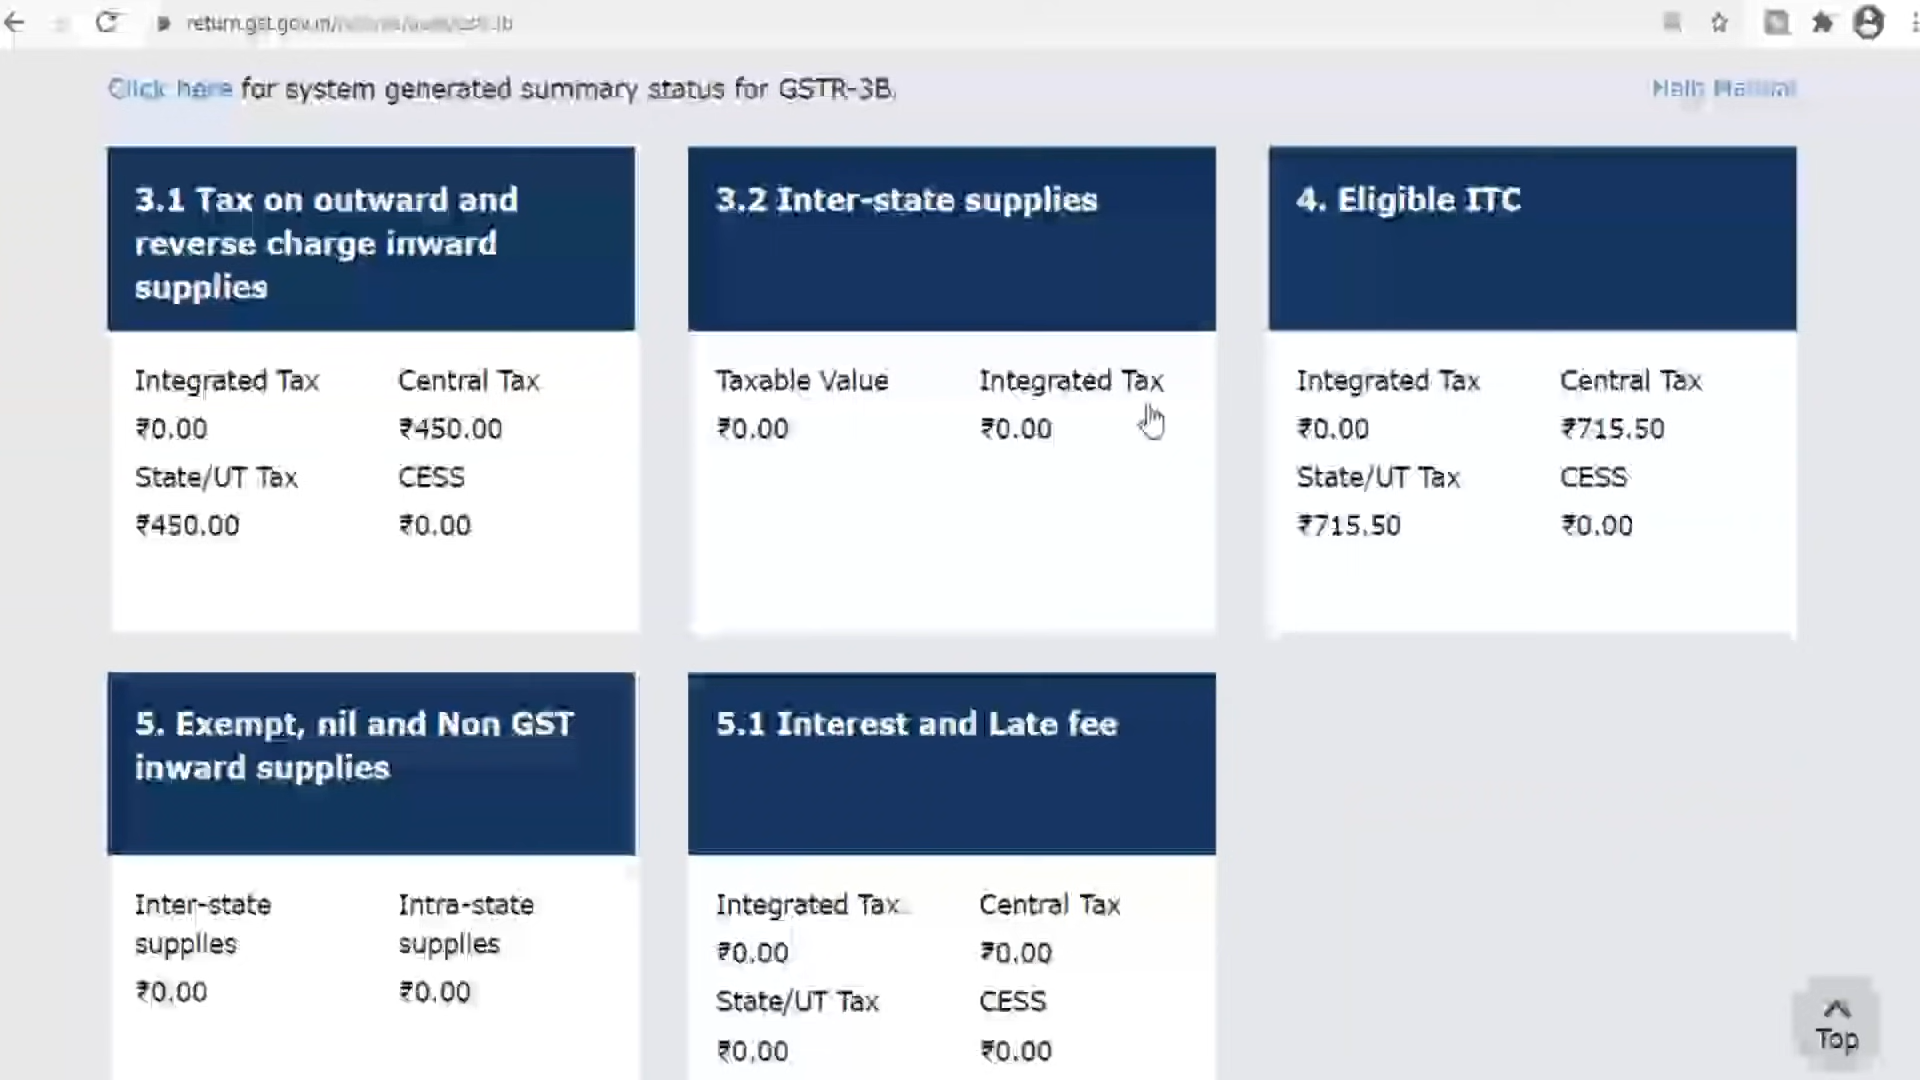 return.gst.gov.in/
Click here for system generated summary status for GSTR-3B.
Help Manual
3.1 Tax on outward and
reverse charge inward
supplies
Integrated Tax Central Tax
₹0.00 ₹450.00
State/UT Tax CESS
₹450.00 ₹0.00
3.2 Inter-state supplies
Taxable Value Integrated Tax
₹0.00 ₹0.00
4. Eligible ITC
Integrated Tax Central Tax
₹0.00 ₹715.50
State/UT Tax CESS
₹715.50 ₹0.00
5. Exempt, nil and Non GST
inward supplies
Inter-state Intra-state
supplies supplies
₹0.00 ₹0.00
5.1 Interest and Late fee
Integrated Tax Central Tax
₹0.00 ₹0.00
State/UT Tax CESS
₹0.00 ₹0.00
Top